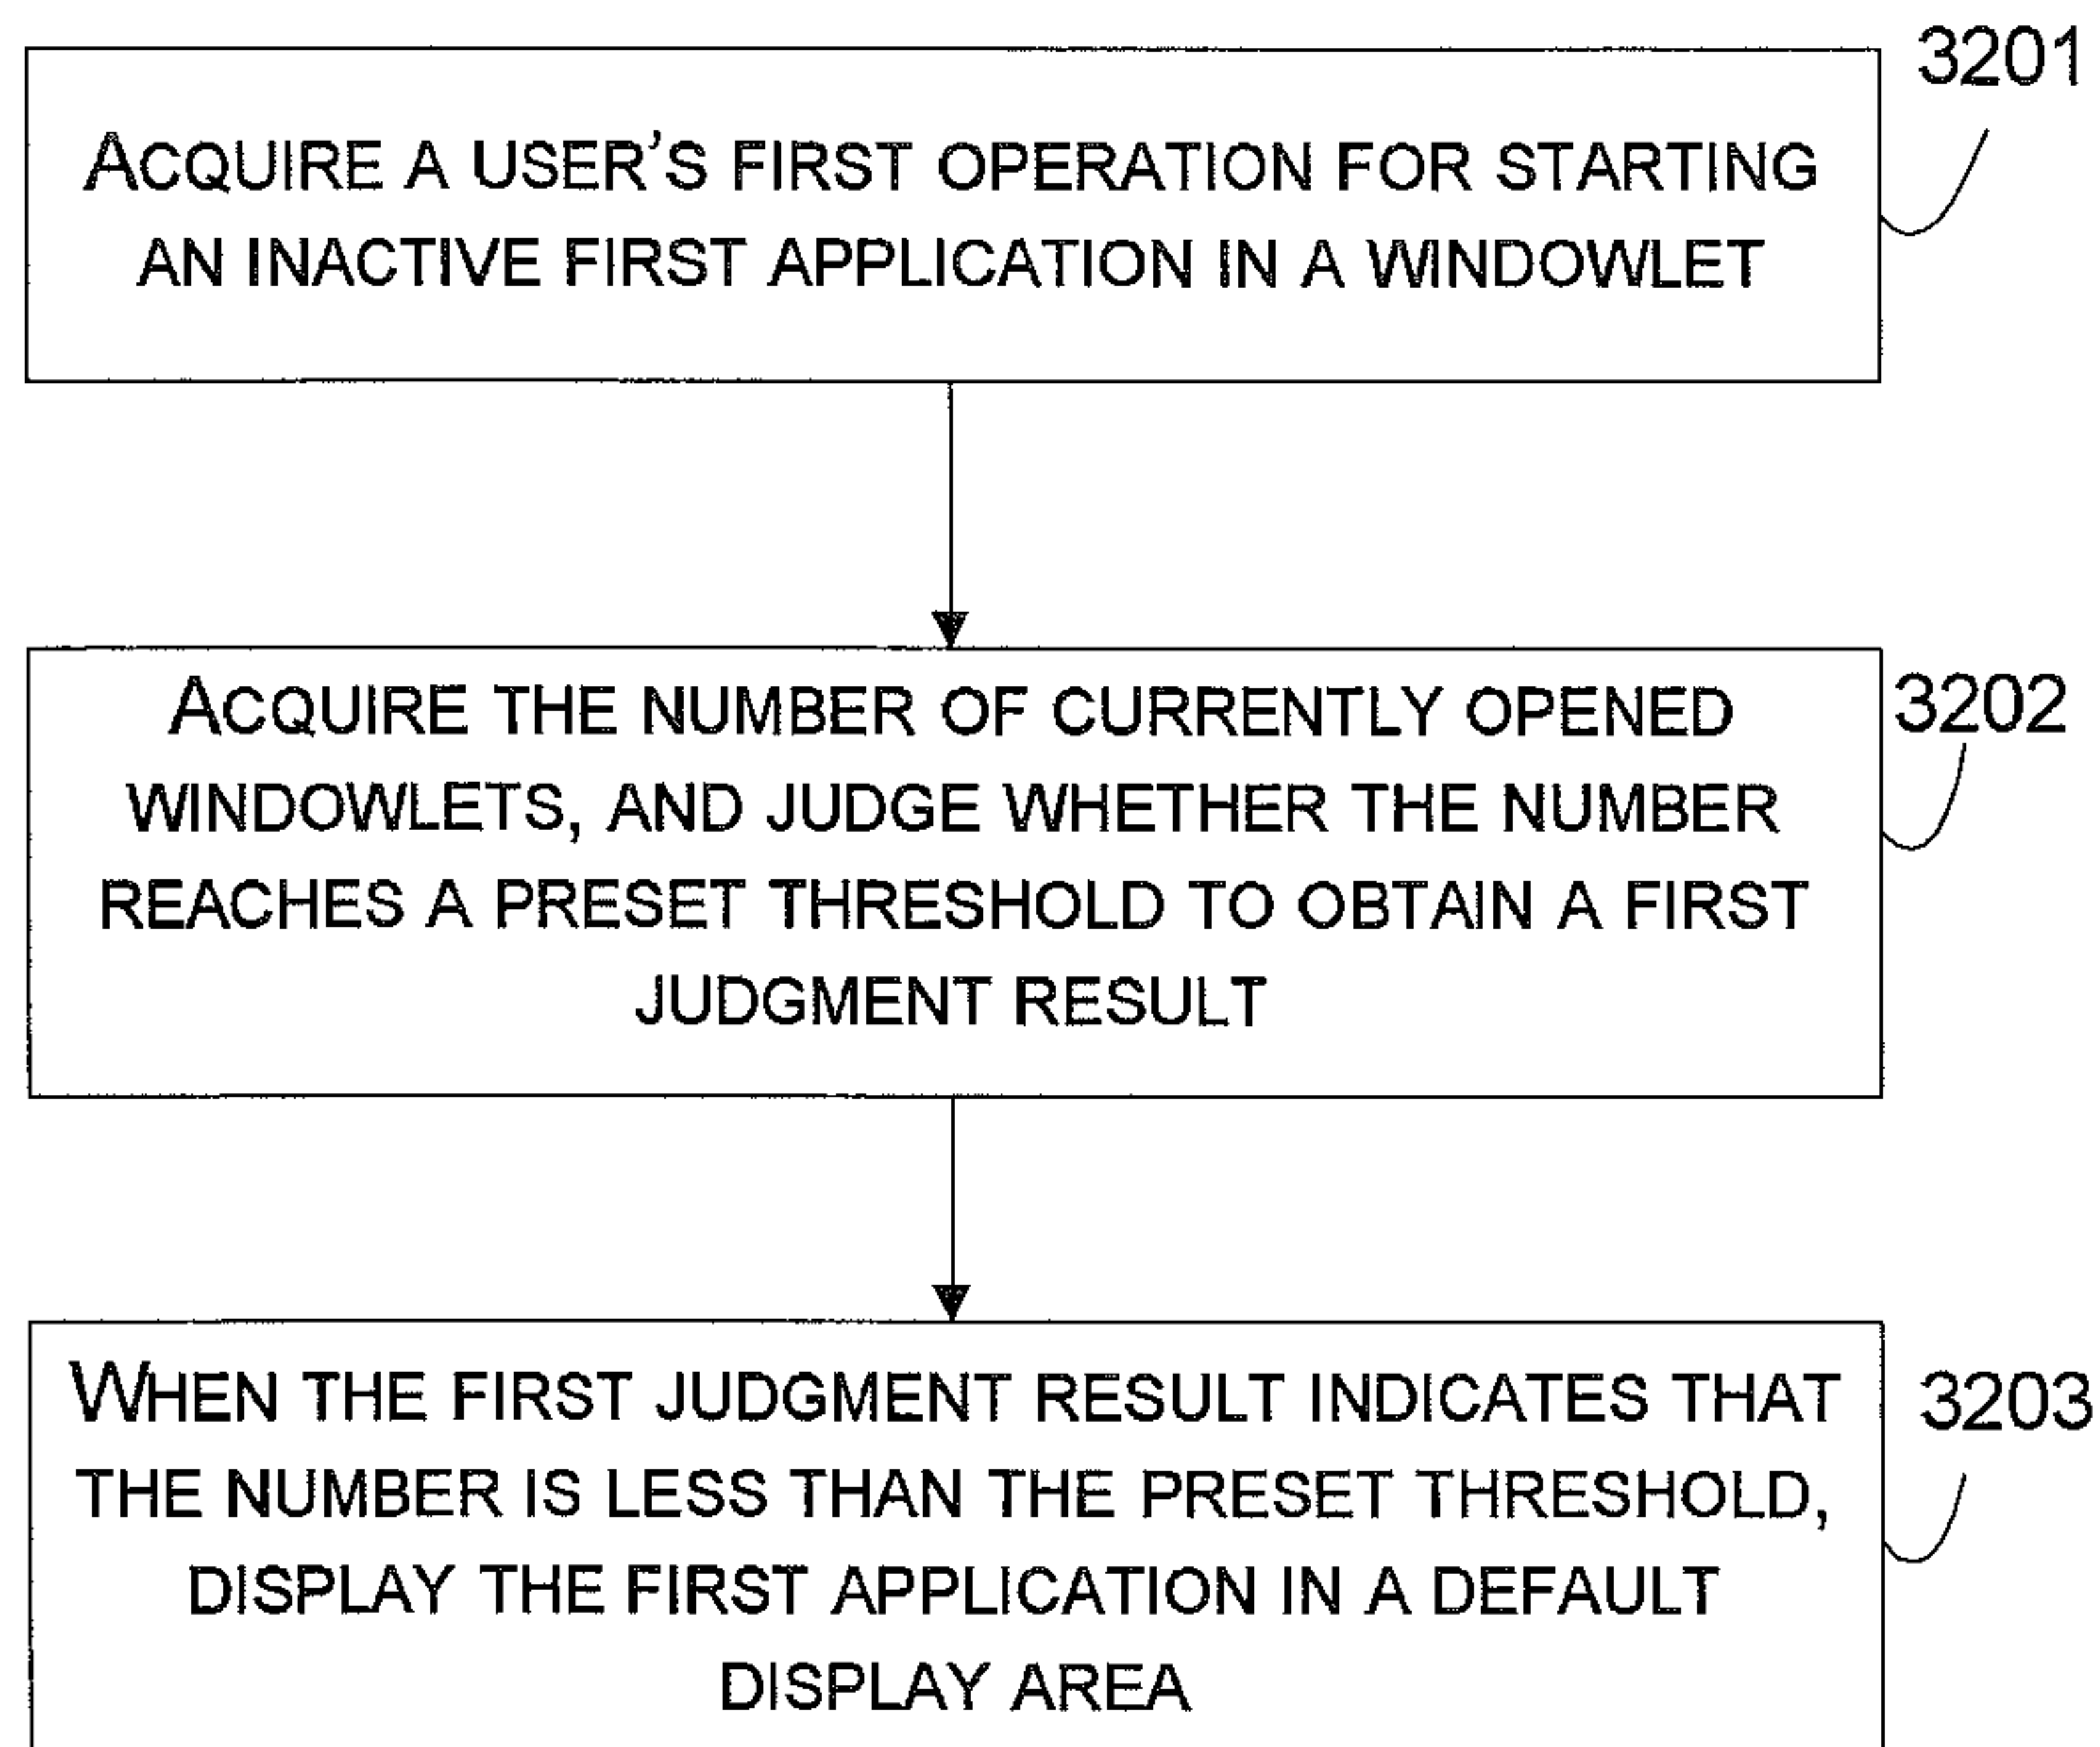 3201
ACQUIRE A USER'S FIRST OPERATION FOR STARTING
AN INACTIVE FIRST APPLICATION IN A WINDOWLET
ACQUIRE THE NUMBER OF CURRENTLY OPENED
3202
WINDOWLETS, AND JUDGE WHETHER THE NUMBER
REACHES A PRESET THRESHOLD TO OBTAIN A FIRST
JUDGMENT RESULT
WHEN THE FIRST JUDGMENT RESULT INDICATES THAT
3203
THE NUMBER IS LESS THAN THE PRESET THRESHOLD,
DISPLAY THE FIRST APPLICATION IN A DEFAULT
DISPLAY AREA